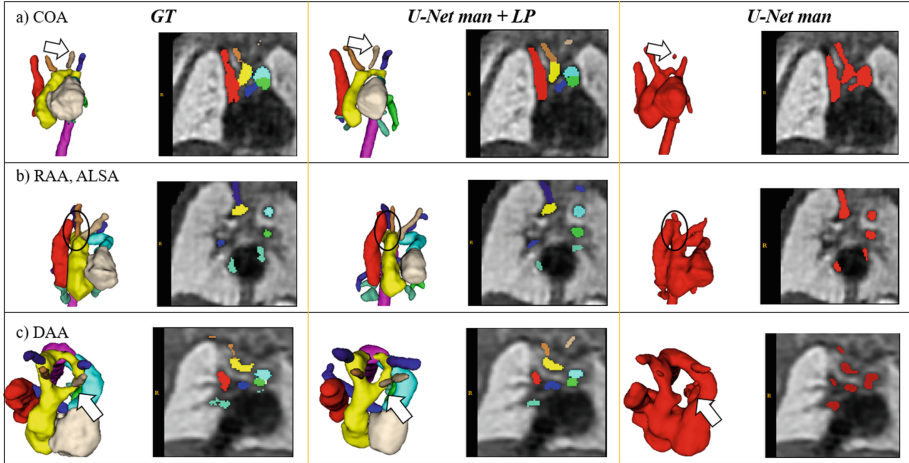 a) COA
GT
U-Net man + LP
U-Net man
R
R
R
b) RAA, ALSA
R
R
R
c) DAA
R
R
R